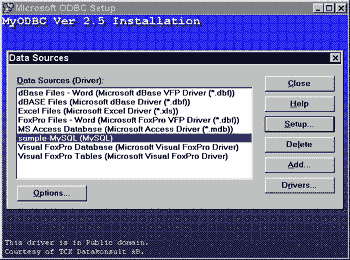 Microsoft ODBC Setup
MyODBC Ver 2.5 Installation
Data Sources
Data Sources (Driver):
dBase Files - Word (Microsoft dBase VFP Driver (*.dbf))
dBASE Files (Microsoft dBase Driver (*.dbf))
Excel Files (Microsoft Excel Driver (*.xls))
FoxPro Files - Word (Microsoft FoxPro VFP Driver (*.dbf))
MS Access Database (Microsoft Access Driver (*.mdb))
sample MySQL (MySQL)
Visual FoxPro Database (Microsoft Visual FoxPro Driver)
Visual FoxPro Tables (Microsoft Visual FoxPro Driver)
Close
Help
Setup...
Delete
Add...
Drivers...
Options...
This driver is in Public domain.
Courtesy of TCX DataKonsult AB.